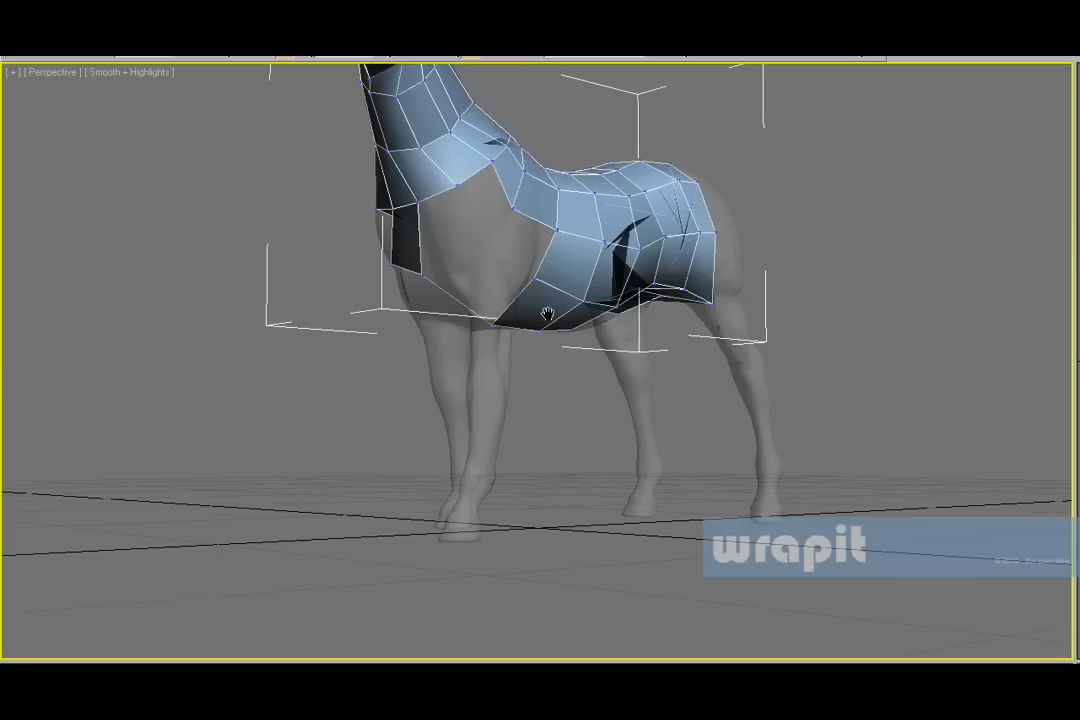 [ + ] [ Perspective ] [ Smooth + Highlights ]
wrapit